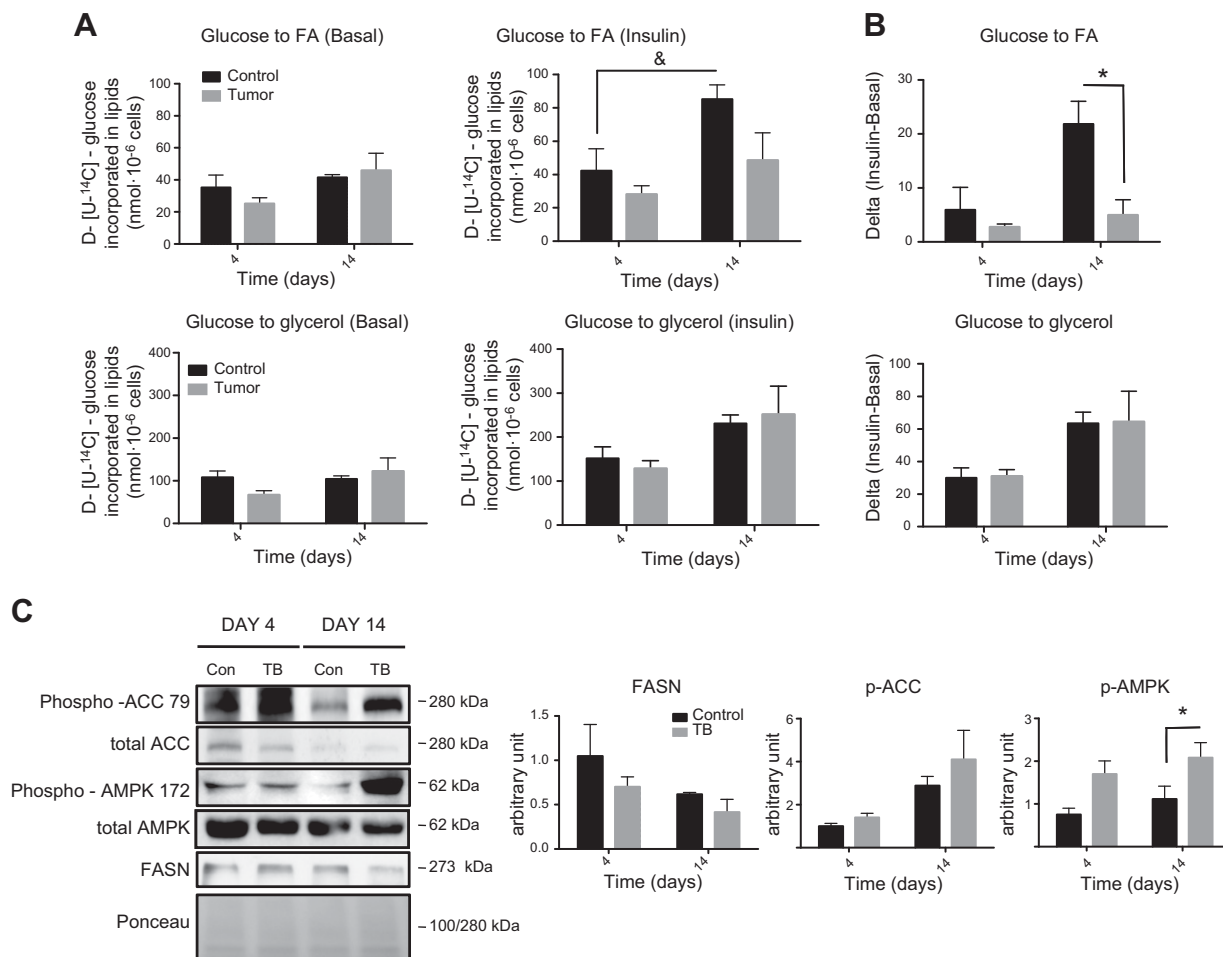 A
Glucose to FA (Basal)
D- [U-¹⁴C] - glucose
incorporated in lipids
(nmol·10⁻⁶ cells)
100
80
60
40
20
0
Control
Tumor
4
14
Time (days)
Glucose to FA (Insulin)
D- [U-¹⁴C] - glucose
incorporated in lipids
(nmol·10⁻⁶ cells)
100
80
60
40
20
0
&
4
14
Time (days)
B
Glucose to FA
Delta (Insulin-Basal)
30
20
10
0
*
4
14
Time (days)
Glucose to glycerol (Basal)
D- [U-¹⁴C] - glucose
incorporated in lipids
(nmol·10⁻⁶ cells)
400
300
200
100
0
Control
Tumor
4
14
Time (days)
Glucose to glycerol (insulin)
D- [U-¹⁴C] - glucose
incorporated in lipids
(nmol·10⁻⁶ cells)
400
300
200
100
0
4
14
Time (days)
Glucose to glycerol
Delta (Insulin-Basal)
100
80
60
40
20
0
4
14
Time (days)
C
DAY 4 DAY 14
Con TB Con TB
Phospho -ACC 79 – 280 kDa
total ACC – 280 kDa
Phospho - AMPK 172 – 62 kDa
total AMPK – 62 kDa
FASN – 273 kDa
Ponceau – 100/280 kDa
FASN
arbitrary unit
1.5
1.0
0.5
0.0
Control
TB
4
14
Time (days)
p-ACC
arbitrary unit
6
4
2
0
4
14
Time (days)
p-AMPK
arbitrary unit
4
3
2
1
0
*
4
14
Time (days)